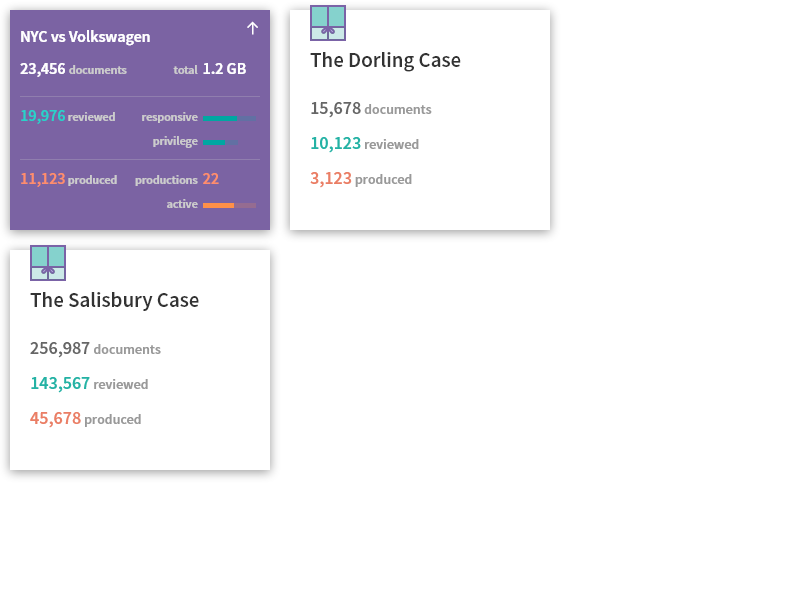 NYC vs Volkswagen
23,456 documents total 1.2 GB
19,976 reviewed responsive
privilege
11,123 produced productions 22
active
The Dorling Case
15,678 documents
10,123 reviewed
3,123 produced
The Salisbury Case
256,987 documents
143,567 reviewed
45,678 produced